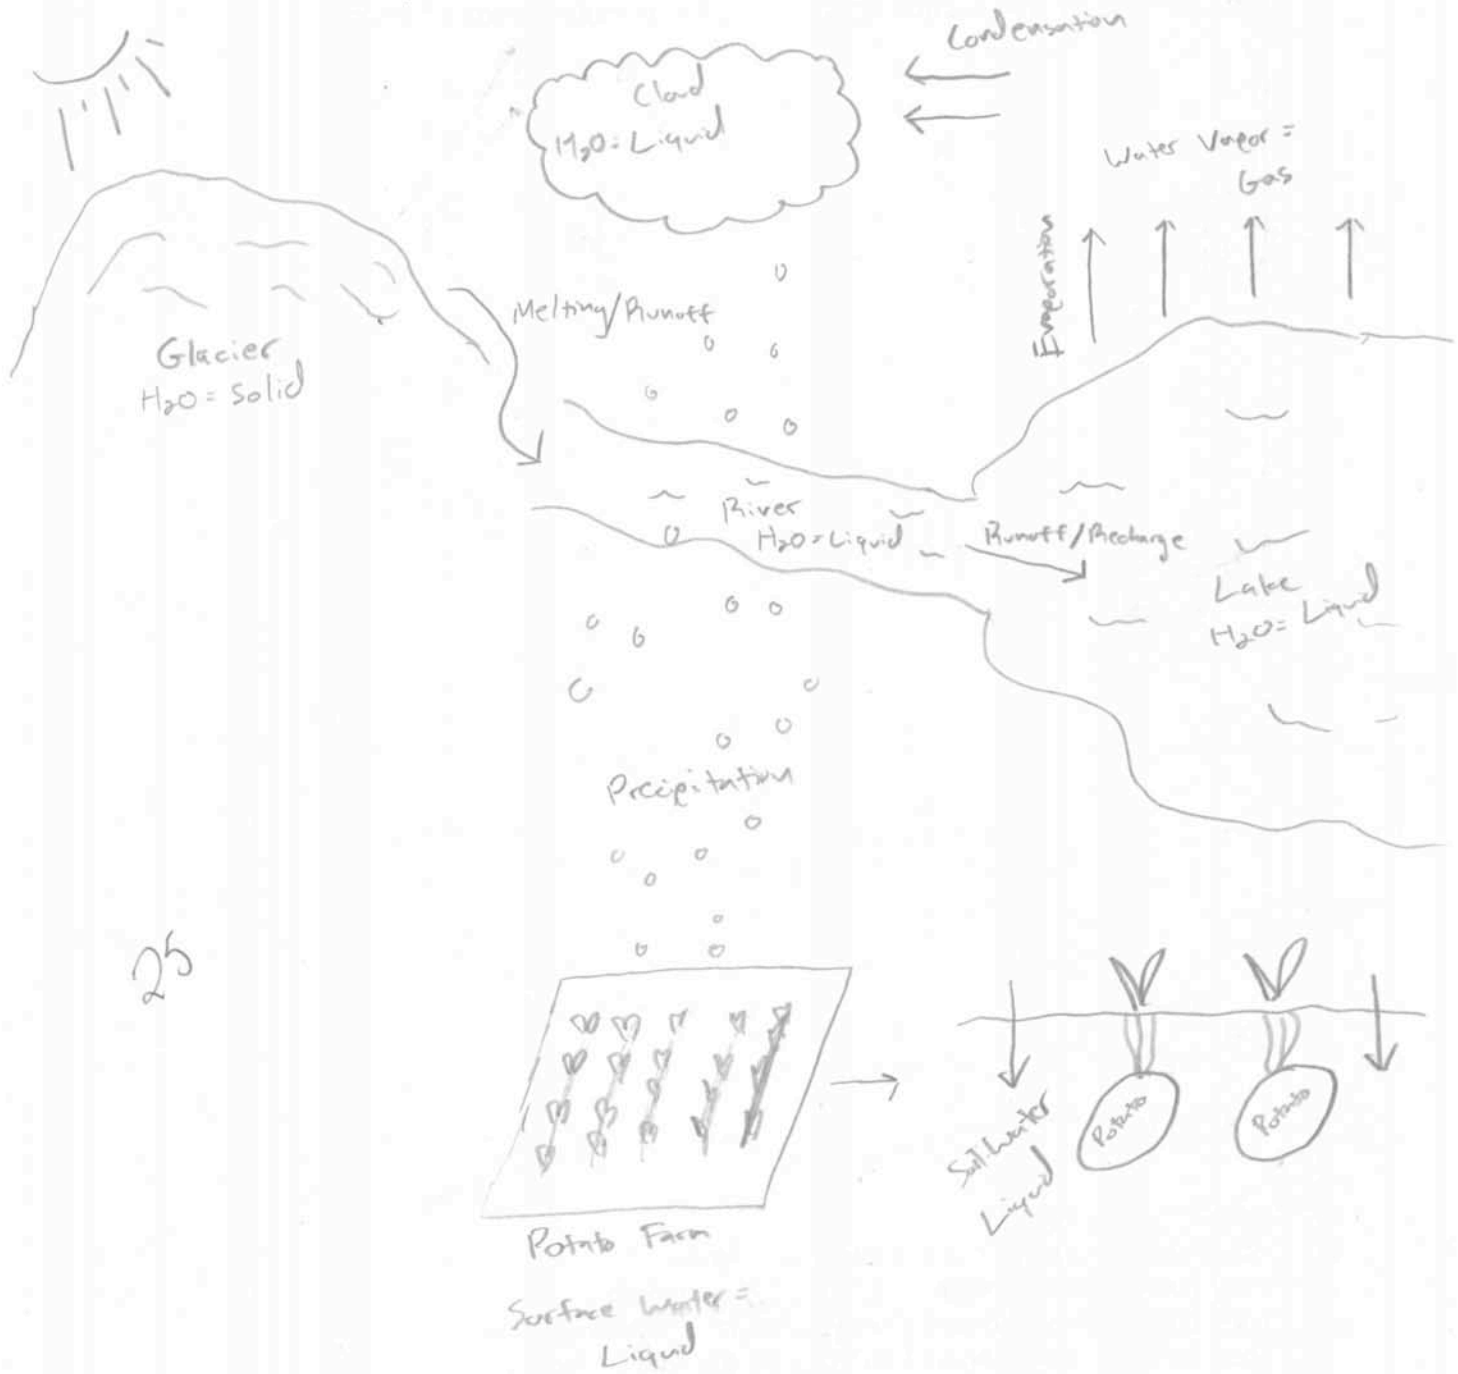 Condensation
Cloud
H₂O = Liquid
Water Vapor =
Gas
Evaporation
Melting/Runoff
Glacier
H₂O = Solid
River
H₂O = Liquid
Runoff/Recharge
Lake
H₂O = Liquid
Precipitation
25
Potato
Potato
Soil Water
Liquid
Potato Farm
Surface Water =
Liquid